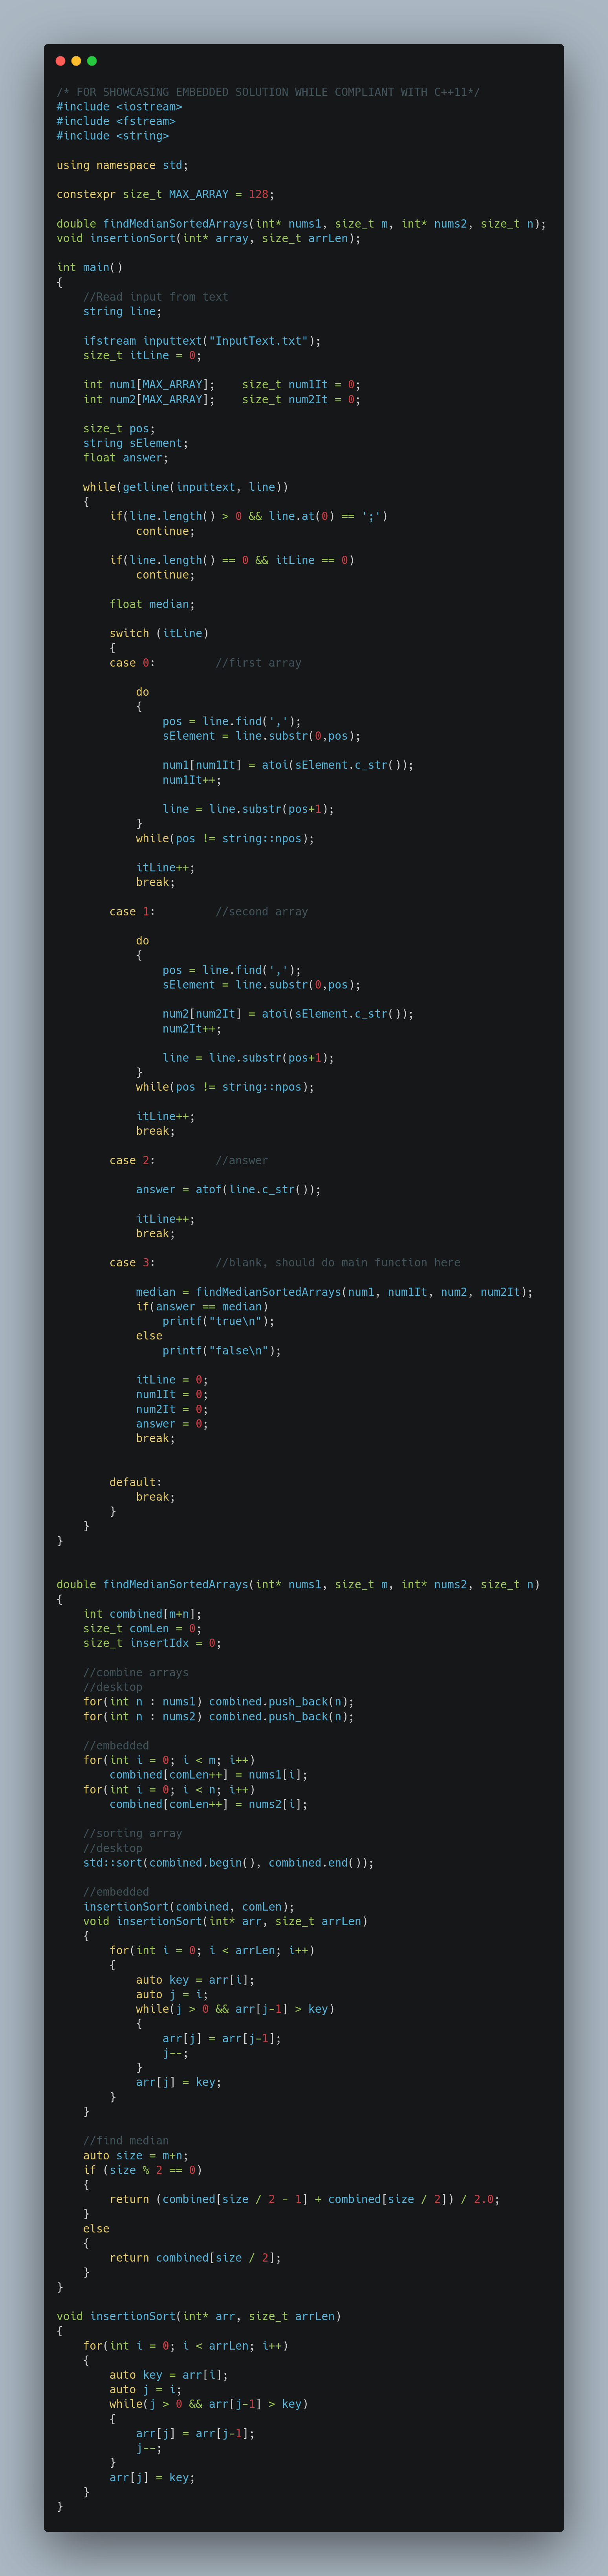 /* FOR SHOWCASING EMBEDDED SOLUTION WHILE COMPLIANT WITH C++11*/
#include <iostream>
#include <fstream>
#include <string>

using namespace std;

constexpr size_t MAX_ARRAY = 128;

double findMedianSortedArrays(int* nums1, size_t m, int* nums2, size_t n);
void insertionSort(int* array, size_t arrLen);

int main()
{
    //Read input from text
    string line;

    ifstream inputtext("InputText.txt");
    size_t itLine = 0;

    int num1[MAX_ARRAY];    size_t num1It = 0;
    int num2[MAX_ARRAY];    size_t num2It = 0;

    size_t pos;
    string sElement;
    float answer;

    while(getline(inputtext, line))
    {
        if(line.length() > 0 && line.at(0) == ';')
            continue;

        if(line.length() == 0 && itLine == 0)
            continue;

        float median;

        switch (itLine)
        {
        case 0:         //first array

            do
            {
                pos = line.find(',');
                sElement = line.substr(0,pos);

                num1[num1It] = atoi(sElement.c_str());
                num1It++;

                line = line.substr(pos+1);
            }
            while(pos != string::npos);

            itLine++;
            break;

        case 1:         //second array

            do
            {
                pos = line.find(',');
                sElement = line.substr(0,pos);

                num2[num2It] = atoi(sElement.c_str());
                num2It++;

                line = line.substr(pos+1);
            }
            while(pos != string::npos);

            itLine++;
            break;

        case 2:         //answer

            answer = atof(line.c_str());

            itLine++;
            break;

        case 3:         //blank, should do main function here

            median = findMedianSortedArrays(num1, num1It, num2, num2It);
            if(answer == median)
                printf("true\n");
            else
                printf("false\n");

            itLine = 0;
            num1It = 0;
            num2It = 0;
            answer = 0;
            break;


        default:
            break;
        }
    }
}


double findMedianSortedArrays(int* nums1, size_t m, int* nums2, size_t n)
{
    int combined[m+n];
    size_t comLen = 0;
    size_t insertIdx = 0;

    //combine arrays
    //desktop
    for(int n : nums1) combined.push_back(n);
    for(int n : nums2) combined.push_back(n);

    //embedded
    for(int i = 0; i < m; i++)
        combined[comLen++] = nums1[i];
    for(int i = 0; i < n; i++)
        combined[comLen++] = nums2[i];

    //sorting array
    //desktop
    std::sort(combined.begin(), combined.end());

    //embedded
    insertionSort(combined, comLen);
    void insertionSort(int* arr, size_t arrLen)
    {
        for(int i = 0; i < arrLen; i++)
        {
            auto key = arr[i];
            auto j = i;
            while(j > 0 && arr[j-1] > key)
            {
                arr[j] = arr[j-1];
                j--;
            }
            arr[j] = key;
        }
    }

    //find median
    auto size = m+n;
    if (size % 2 == 0)
    {
        return (combined[size / 2 - 1] + combined[size / 2]) / 2.0;
    }
    else
    {
        return combined[size / 2];
    }
}

void insertionSort(int* arr, size_t arrLen)
{
    for(int i = 0; i < arrLen; i++)
    {
        auto key = arr[i];
        auto j = i;
        while(j > 0 && arr[j-1] > key)
        {
            arr[j] = arr[j-1];
            j--;
        }
        arr[j] = key;
    }
}